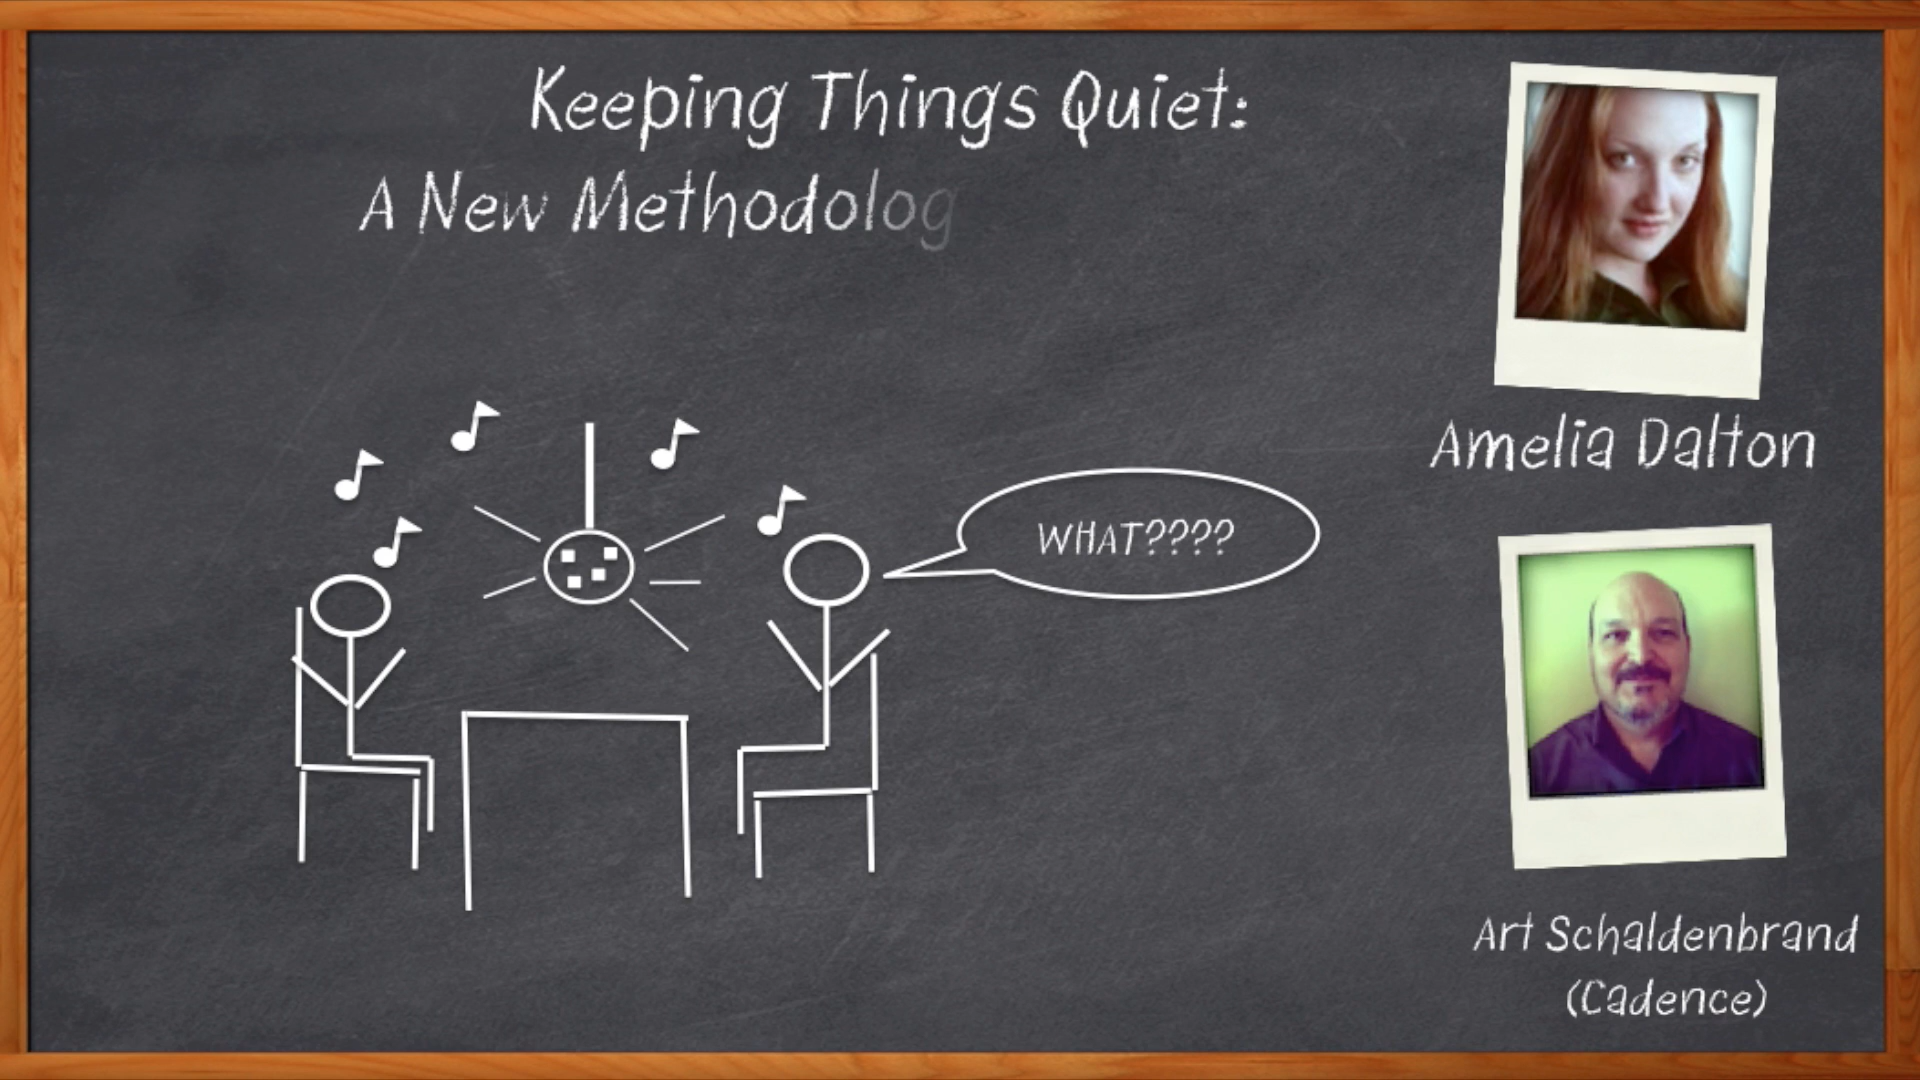 Keeping Things Quiet:
A New Methodolog
WHAT????
Amelia Dalton
Art Schaldenbrand
(Cadence)